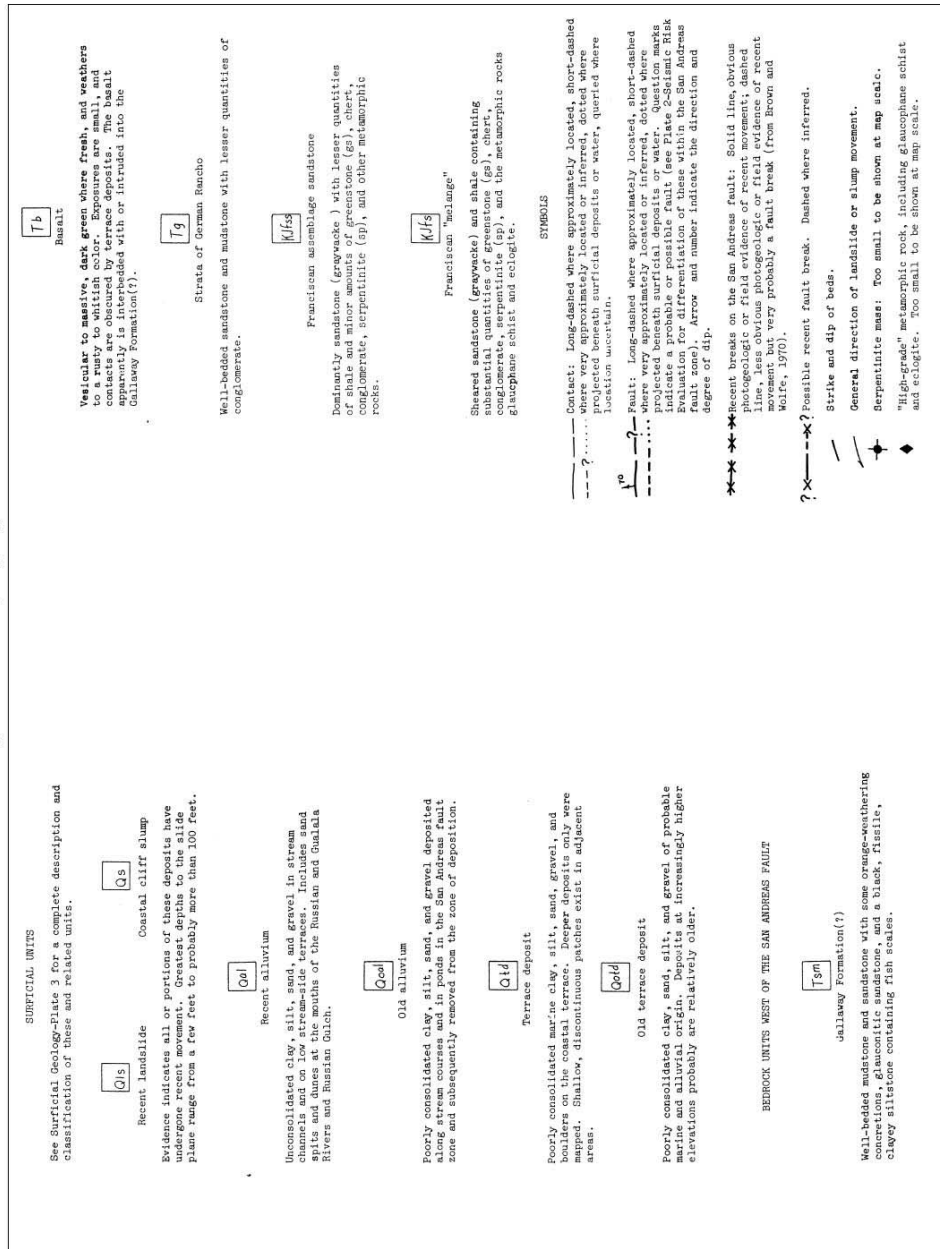 SURFICIAL UNITS
See Surficial Geology-Plate 3 for a complete description and
classification of these and related units.
Qls
Recent landslide
Qs
Coastal cliff slump
Evidence indicates all or portions of these deposits have
undergone recent movement. Greatest depths to the slide
plane range from a few feet to probably more than 100 feet.
Qal
Recent alluvium
Unconsolidated clay, silt, sand, and gravel in stream
channels and on low stream-side terraces. Includes sand
spits and dunes at the mouths of the Russian and Gualala
Rivers and Russian Gulch.
Qoal
Old alluvium
Poorly consolidated clay, silt, sand, and gravel deposited
along stream courses and in ponds in the San Andreas fault
zone and subsequently removed from the zone of deposition.
Qtd
Terrace deposit
Poorly consolidated marine clay, silt, sand, gravel, and
boulders on the coastal terrace. Deeper deposits only were
mapped. Shallow, discontinuous patches exist in adjacent
areas.
Qotd
Old terrace deposit
Poorly consolidated clay, sand, silt, and gravel of probable
marine and alluvial origin. Deposits at increasingly higher
elevations probably are relatively older.
BEDROCK UNITS WEST OF THE SAN ANDREAS FAULT
Tsm
Gallaway Formation(?)
Well-bedded mudstone and sandstone with some orange-weathering
concretions, glauconitic sandstone, and a black, fissile,
clayey siltstone containing fish scales.
Tb
Basalt
Vesicular to massive, dark green where fresh, and weathers
to a rusty to whitish color. Exposures are small, and
contacts are obscured by terrace deposits. The basalt
apparently is interbedded with or intruded into the
Gallaway Formation(?).
Tg
Strata of German Rancho
Well-bedded sandstone and mudstone with lesser quantities of
conglomerate.
KJfss
Franciscan assemblage sandstone
Dominantly sandstone (graywacke ) with lesser quantities
of shale and minor amounts of greenstone (gs), chert,
conglomerate, serpentinite (sp), and other metamorphic
rocks.
KJfs
Franciscan "melange"
Sheared sandstone (graywacke) and shale containing
substantial quantities of greenstone (gs), chert,
conglomerate, serpentinite (sp), and the metamorphic rocks
glaucophane schist and eclogite.
SYMBOLS
Contact: Long-dashed where approximately located, short-dashed
where very approximately located or inferred, dotted where
projected beneath surficial deposits or water, queried where
location uncertain.
?
Fault: Long-dashed where approximately located, short-dashed
where very approximately located or inferred, dotted where
projected beneath surficial deposits or water. Question marks
indicate a probable or possible fault (see Plate 2-Seismic Risk
Evaluation for differentiation of these within the San Andreas
fault zone). Arrow and number indicate the direction and
degree of dip.
70 ?
Recent breaks on the San Andreas fault: Solid line, obvious
photogeologic or field evidence of recent movement; dashed
line, less obvious photogeologic or field evidence of recent
movement but very probably a fault break (from Brown and
Wolfe, 1970).
? ? Possible recent fault break. Dashed where inferred.
Strike and dip of beds.
General direction of landslide or slump movement.
Serpentinite mass: Too small to be shown at map scale.
"High-grade" metamorphic rock, including glaucophane schist
and eclogite. Too small to be shown at map scale.